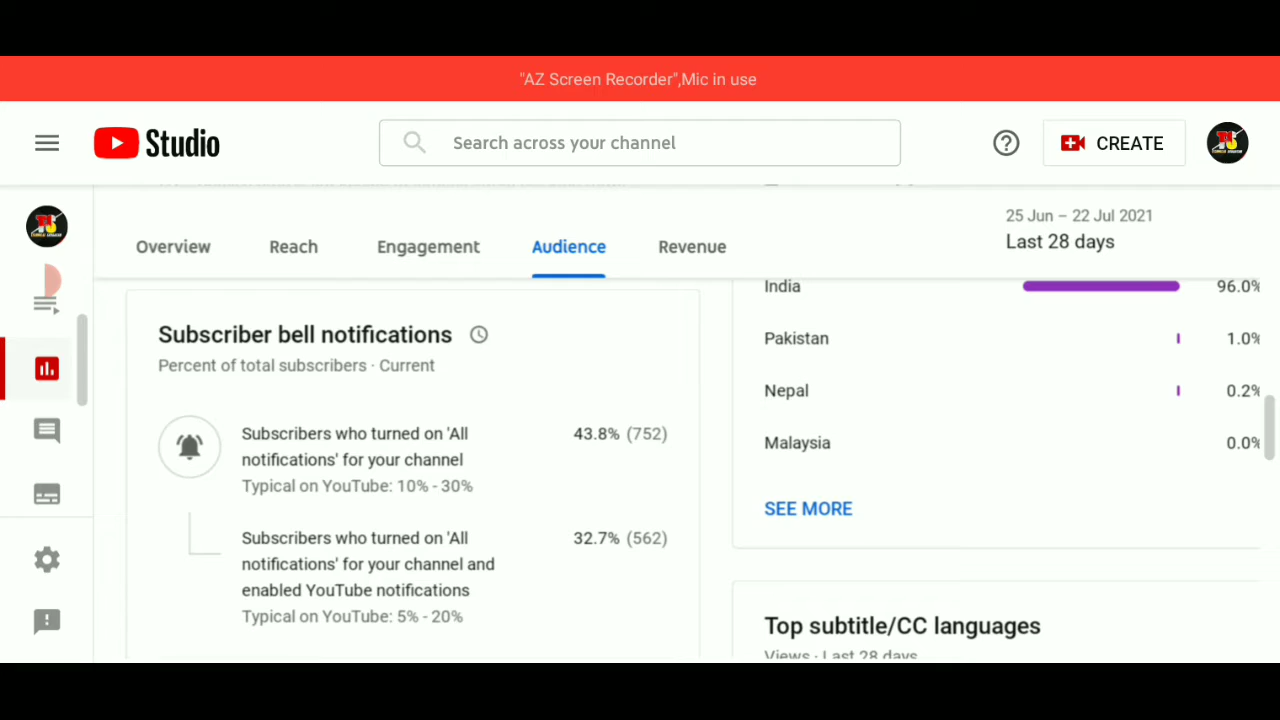 "AZ Screen Recorder",Mic in use
Studio
Search across your channel
CREATE
Overview
Reach
Engagement
Audience
Revenue
25 Jun – 22 Jul 2021
Last 28 days
Subscriber bell notifications
Percent of total subscribers · Current
Subscribers who turned on 'All
notifications' for your channel
Typical on YouTube: 10% - 30%
43.8% (752)
Subscribers who turned on 'All
notifications' for your channel and
enabled YouTube notifications
Typical on YouTube: 5% - 20%
32.7% (562)
India 96.0%
Pakistan 1.0%
Nepal 0.2%
Malaysia 0.0%
SEE MORE
Top subtitle/CC languages
Views · Last 28 days